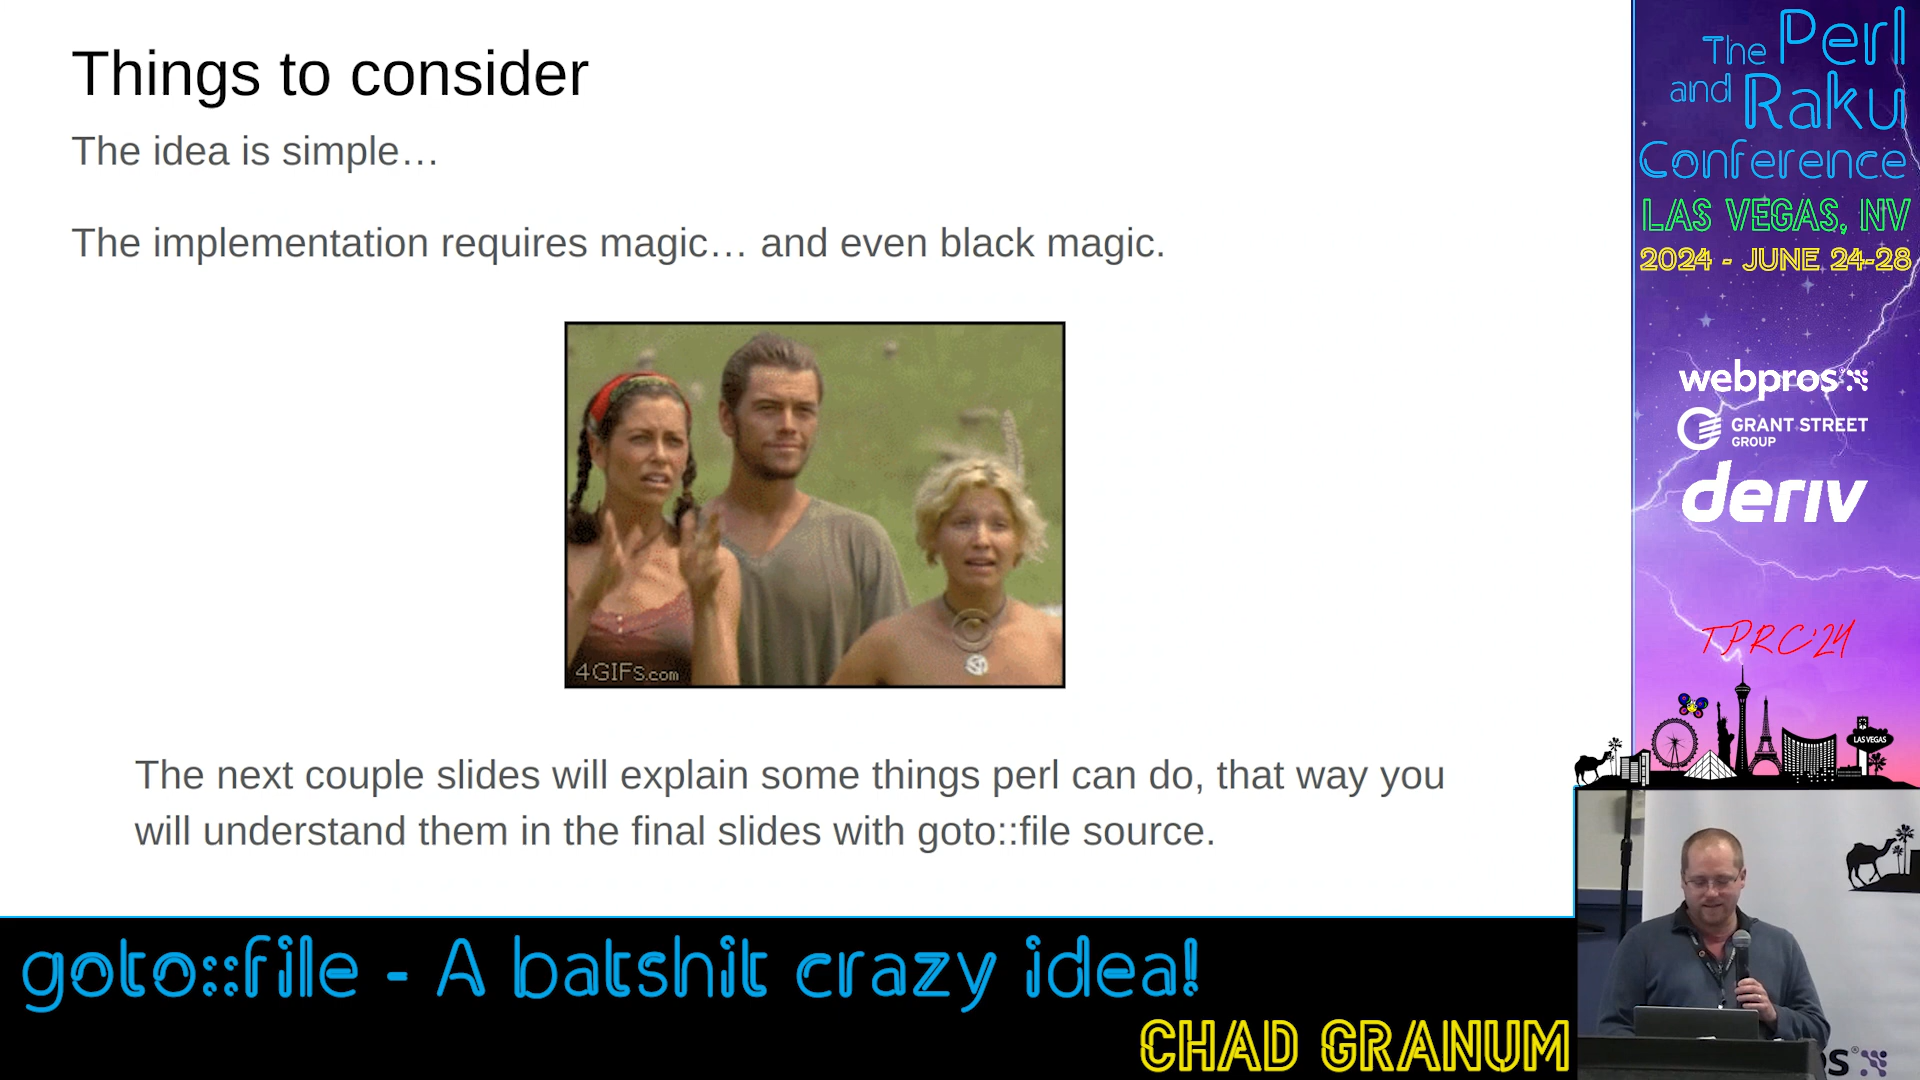 Things to consider
The idea is simple…
The implementation requires magic… and even black magic.
4GIFs.com
The next couple slides will explain some things perl can do, that way you
will understand them in the final slides with goto::file source.
goto::file - A batshit crazy idea!
CHAD GRANUM
The Perl
and Raku
Conference
LAS VEGAS, NV
2024 - JUNE 24-28
webpros
GRANT STREET
GROUP
deriv
TPRC'24
LAS VEGAS